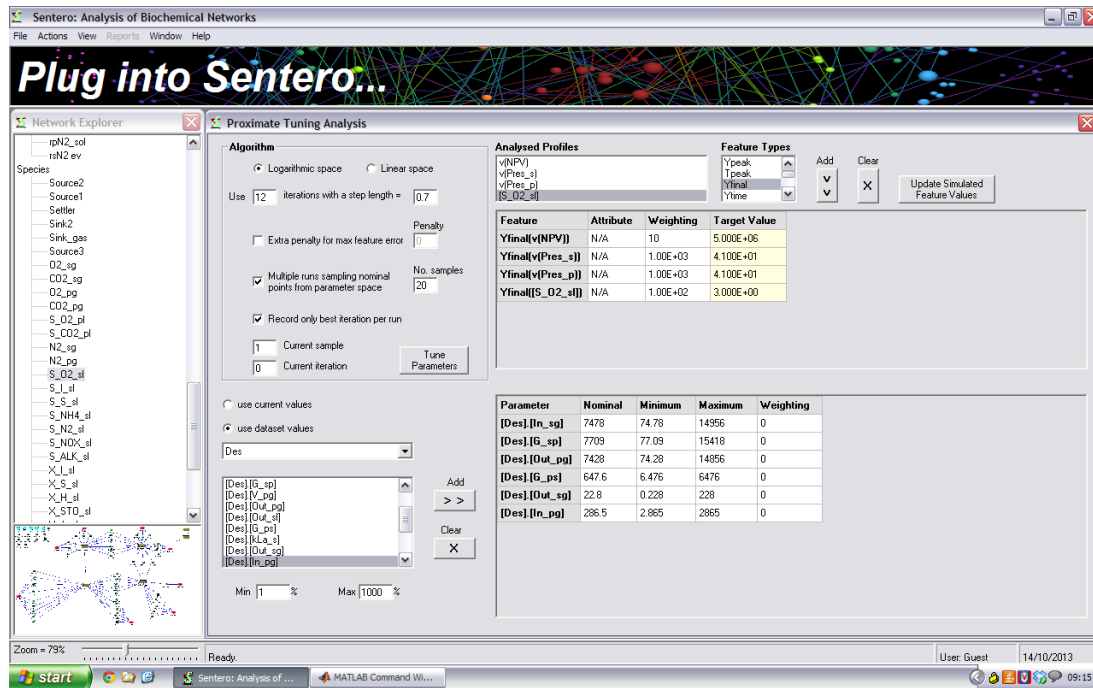 Sentero: Analysis of Biochemical Networks
File Actions View Reports Window Help
Plug into Sentero...
Network Explorer
rpN2_sol
rsN2 ev
Species
Source2
Source1
Settler
Sink2
Sink_gas
Source3
O2_sg
CO2_sg
O2_pg
CO2_pg
S_O2_pl
S_CO2_pl
N2_sg
N2_pg
S_O2_sl
S_I_sl
S_S_sl
S_NH4_sl
S_N2_sl
S_NOX_sl
S_ALK_sl
X_I_sl
X_S_sl
X_H_sl
X_STO_sl
Zoom = 79%
Proximate Tuning Analysis
Algorithm
Logarithmic space Linear space
Use 12 iterations with a step length = 0.7
Penalty
Extra penalty for max feature error 0
No. samples
Multiple runs sampling nominal
points from parameter space 20
Record only best iteration per run
1 Current sample
0 Current iteration
Tune
Parameters
Analysed Profiles
v(NPV)
v(Pres_s)
v(Pres_p)
[S_O2_sl]
Feature Types
Ypeak
Tpeak
Yfinal
Ytime
Add
v
v
Clear
X
Update Simulated
Feature Values
Feature Attribute Weighting Target Value
Yfinal(v(NPV)) N/A 10 5.000E+06
Yfinal(v(Pres_s)) N/A 1.00E+03 4.100E+01
Yfinal(v(Pres_p)) N/A 1.00E+03 4.100E+01
Yfinal([S_O2_sl]) N/A 1.00E+02 3.000E+00
use current values
use dataset values
Des
[Des].[G_sp]
[Des].[V_pg]
[Des].[Out_pg]
[Des].[Out_sl]
[Des].[G_ps]
[Des].[kLa_s]
[Des].[Out_sg]
[Des].[In_pg]
Add
> >
Clear
X
Min 1 % Max 1000 %
Parameter Nominal Minimum Maximum Weighting
[Des].[In_sg] 7478 74.78 14956 0
[Des].[G_sp] 7709 77.09 15418 0
[Des].[Out_pg] 7428 74.28 14856 0
[Des].[G_ps] 647.6 6.476 6476 0
[Des].[Out_sg] 22.8 0.228 228 0
[Des].[In_pg] 286.5 2.865 2865 0
Ready.
User: Guest 14/10/2013
start Sentero: Analysis of ... MATLAB Command Wi... 09:15